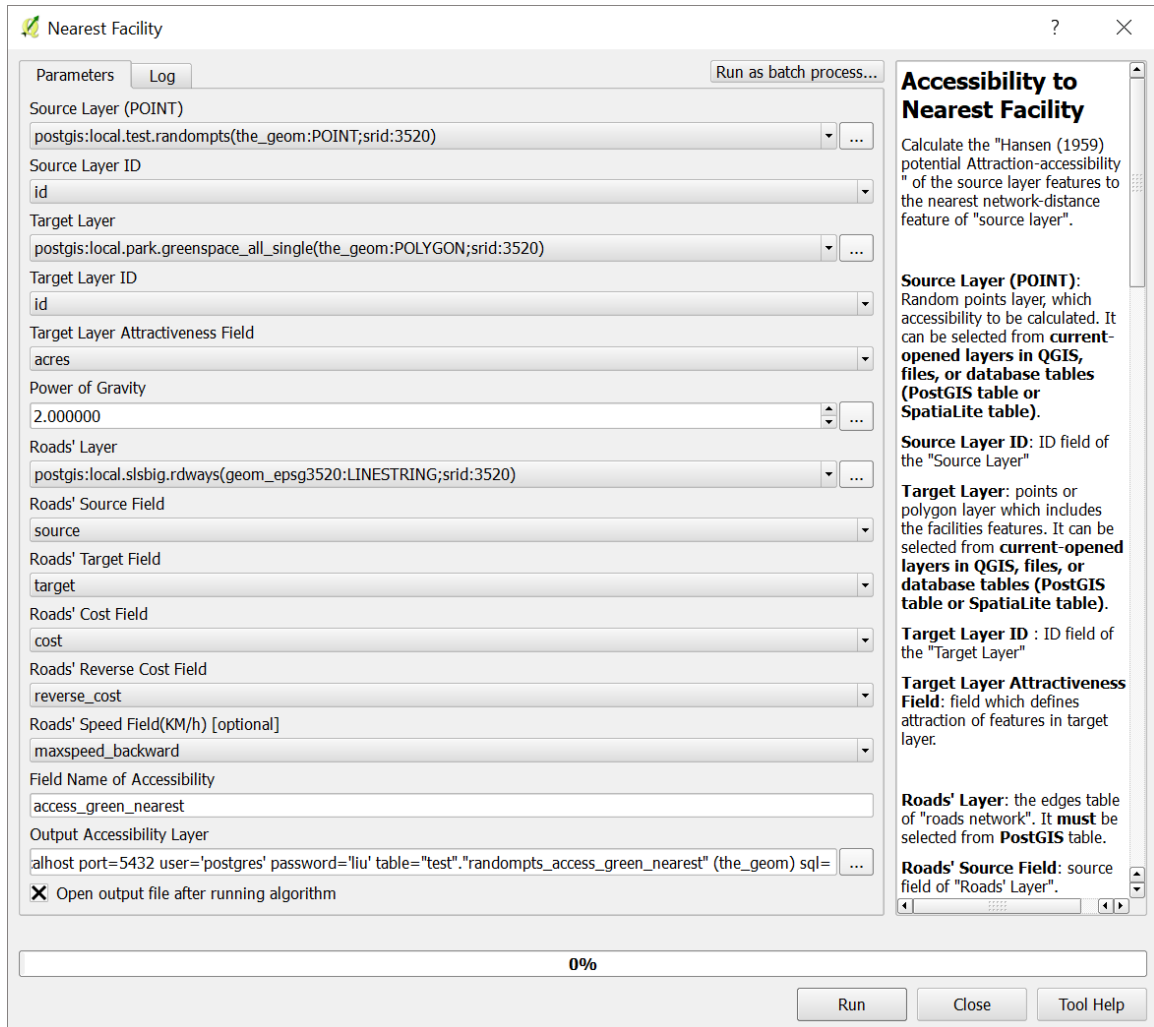 Nearest Facility
?
Parameters
Log
Run as batch process...
Source Layer (POINT)
postgis:local.test.randompts(the_geom:POINT;srid:3520)
...
Source Layer ID
id
Target Layer
postgis:local.park.greenspace_all_single(the_geom:POLYGON;srid:3520)
...
Target Layer ID
id
Target Layer Attractiveness Field
acres
Power of Gravity
2.000000
...
Roads' Layer
postgis:local.slsbig.rdways(geom_epsg3520:LINESTRING;srid:3520)
...
Roads' Source Field
source
Roads' Target Field
target
Roads' Cost Field
cost
Roads' Reverse Cost Field
reverse_cost
Roads' Speed Field(KM/h) [optional]
maxspeed_backward
Field Name of Accessibility
access_green_nearest
Output Accessibility Layer
alhost port=5432 user='postgres' password='liu' table="test"."randompts_access_green_nearest" (the_geom) sql=
...
Open output file after running algorithm
Accessibility to
Nearest Facility
Calculate the "Hansen (1959)
potential Attraction-accessibility
" of the source layer features to
the nearest network-distance
feature of "source layer".
Source Layer (POINT):
Random points layer, which
accessibility to be calculated. It
can be selected from current-
opened layers in QGIS,
files, or database tables
(PostGIS table or
SpatiaLite table).
Source Layer ID: ID field of
the "Source Layer"
Target Layer: points or
polygon layer which includes
the facilities features. It can be
selected from current-opened
layers in QGIS, files, or
database tables (PostGIS
table or SpatiaLite table).
Target Layer ID : ID field of
the "Target Layer"
Target Layer Attractiveness
Field: field which defines
attraction of features in target
layer.
Roads' Layer: the edges table
of "roads network". It must be
selected from PostGIS table.
Roads' Source Field: source
field of "Roads' Layer".
0%
Run
Close
Tool Help